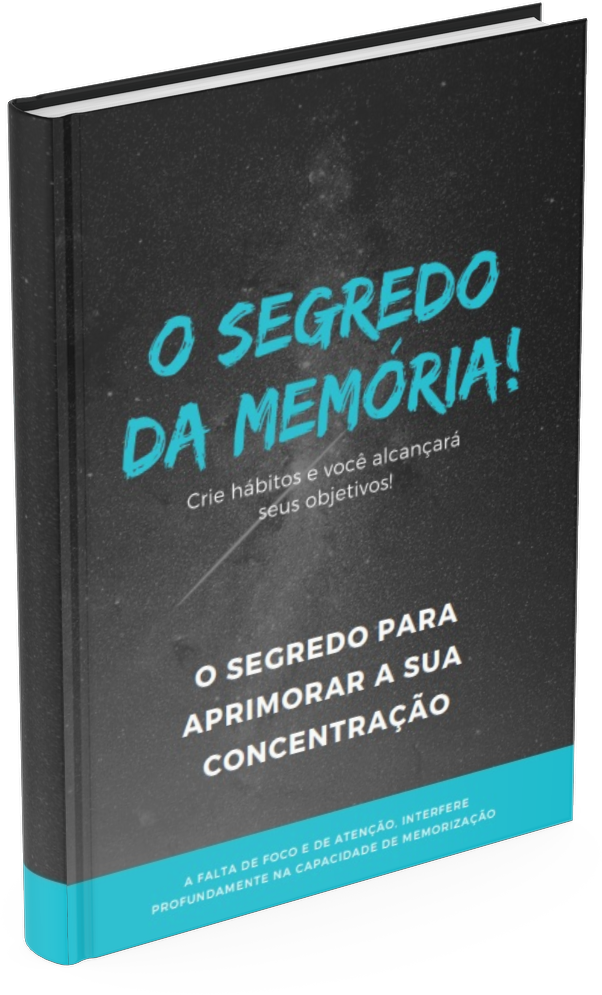 O SEGREDO
DA MEMÓRIA!
Crie hábitos e você alcançará
seus objetivos!
O SEGREDO PARA
APRIMORAR A SUA
CONCENTRAÇÃO
A FALTA DE FOCO E DE ATENÇÃO, INTERFERE
PROFUNDAMENTE NA CAPACIDADE DE MEMORIZAÇÃO